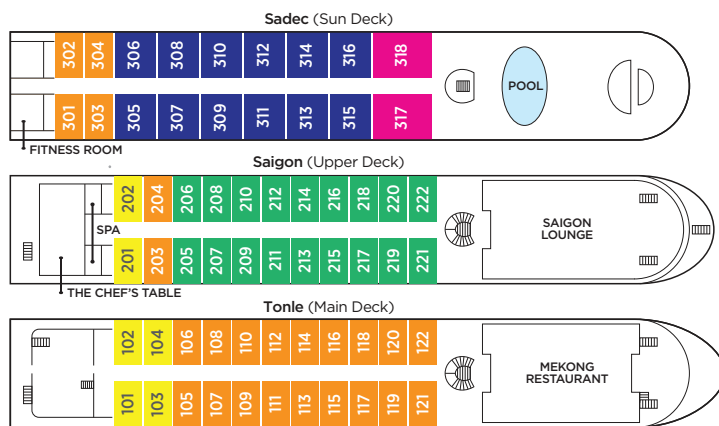 Sadec (Sun Deck)
302 304 306 308 310 312 314 316 318
POOL
301 303 305 307 309 311 313 315 317
FITNESS ROOM
Saigon (Upper Deck)
202 204 206 208 210 212 214 216 218 220 222
SPA
SAIGON
LOUNGE
201 203 205 207 209 211 213 215 217 219 221
THE CHEF'S TABLE
Tonle (Main Deck)
102 104 106 108 110 112 114 116 118 120 122
MEKONG
RESTAURANT
101 103 105 107 109 111 113 115 117 119 121